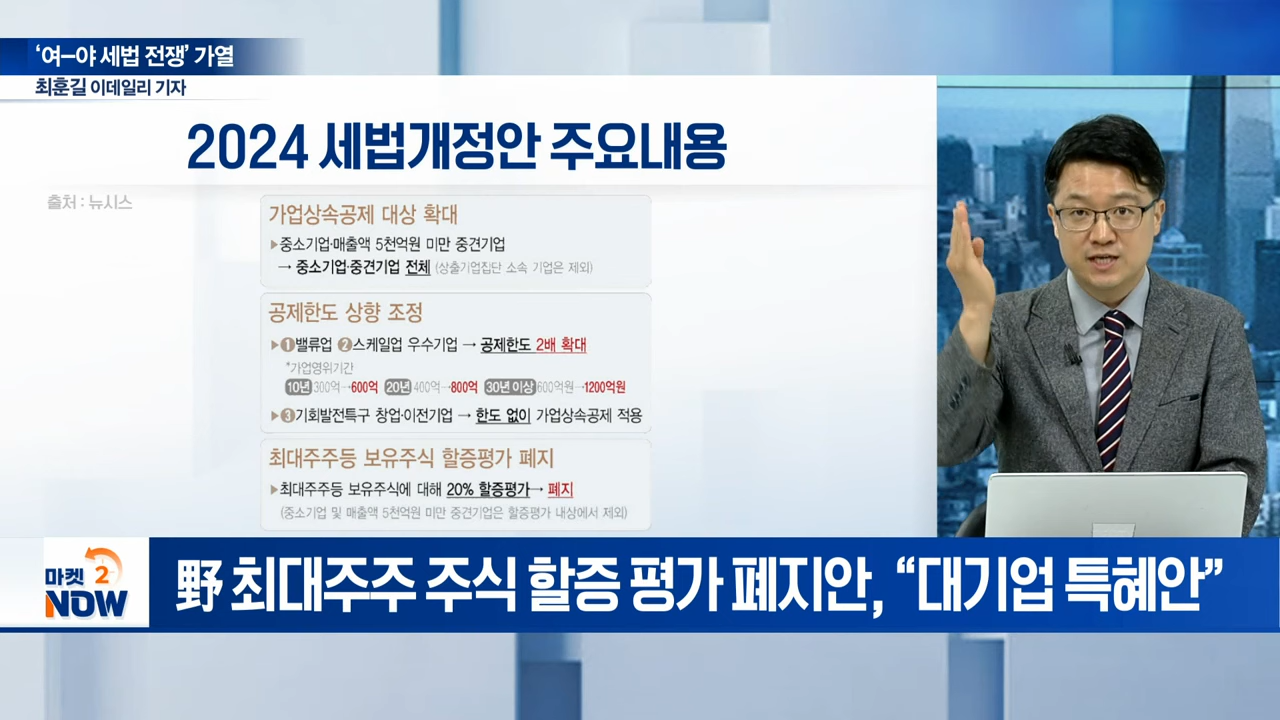 ‘여-야 세법 전쟁’ 가열
최훈길 이데일리 기자
2024 세법개정안 주요내용
출처 : 뉴시스
가업상속공제 대상 확대
▶중소기업·매출액 5천억원 미만 중견기업
→ 중소기업·중견기업 전체 (상출기업집단 소속 기업은 제외)
공제한도 상향 조정
▶❶밸류업 ❷스케일업 우수기업 → 공제한도 2배 확대
*가업영위기간
10년 300억→600억 20년 400억→800억 30년 이상 600억원→1200억원
▶❸기회발전특구 창업·이전기업 → 한도 없이 가업상속공제 적용
최대주주등 보유주식 할증평가 폐지
▶최대주주등 보유주식에 대해 20% 할증평가→ 폐지
(중소기업 및 매출액 5천억원 미만 중견기업은 할증평가 대상에서 제외)
마켓 2
NOW
野 최대주주 주식 할증 평가 폐지안, “대기업 특혜안”